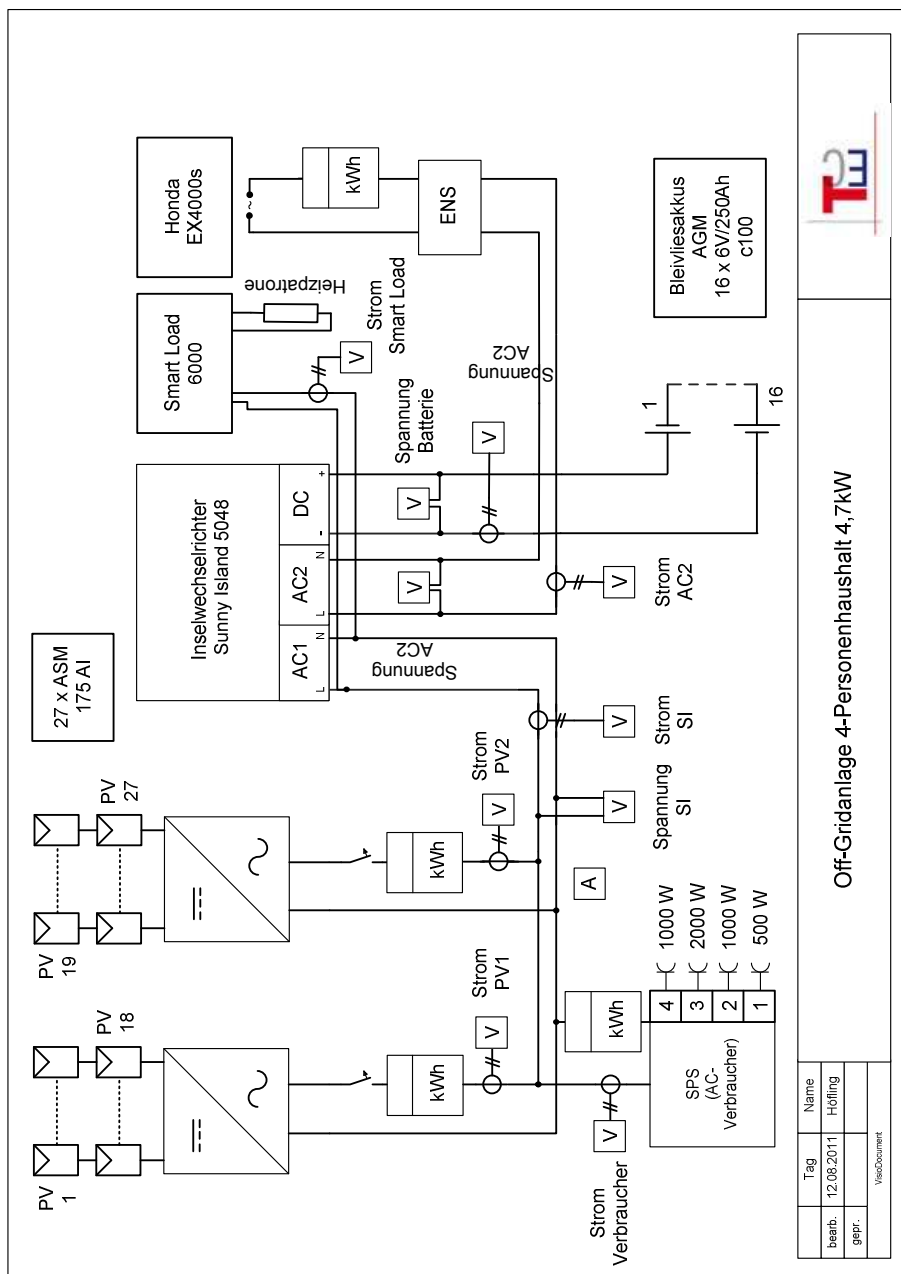 27 x ASM
175 AI
PV
1
PV
18
PV
19
PV
27
kWh
kWh
Strom
PV1
V
Strom
PV2
V
Inselwechselrichter
Sunny Island 5048
AC1
AC2
DC
L
N
L
N
-
+
Smart Load
6000
Heizpatrone
Honda
EX4000s
~
kWh
ENS
V
Strom
Smart Load
Spannung
AC2
Spannung
AC2
Spannung
Batterie
V
V
V
V
Strom
AC2
V
Strom
SI
V
Spannung
SI
A
kWh
V
Strom
Verbraucher
SPS
(AC-
Verbraucher)
4
3
2
1
1000 W
2000 W
1000 W
500 W
1
16
Bleivliesakkus
AGM
16 x 6V/250Ah
c100
Off-Gridanlage 4-Personenhaushalt 4,7kW
Tag
Name
bearb.
12.08.2011
Höfling
gepr.
VisioDocument
TEC